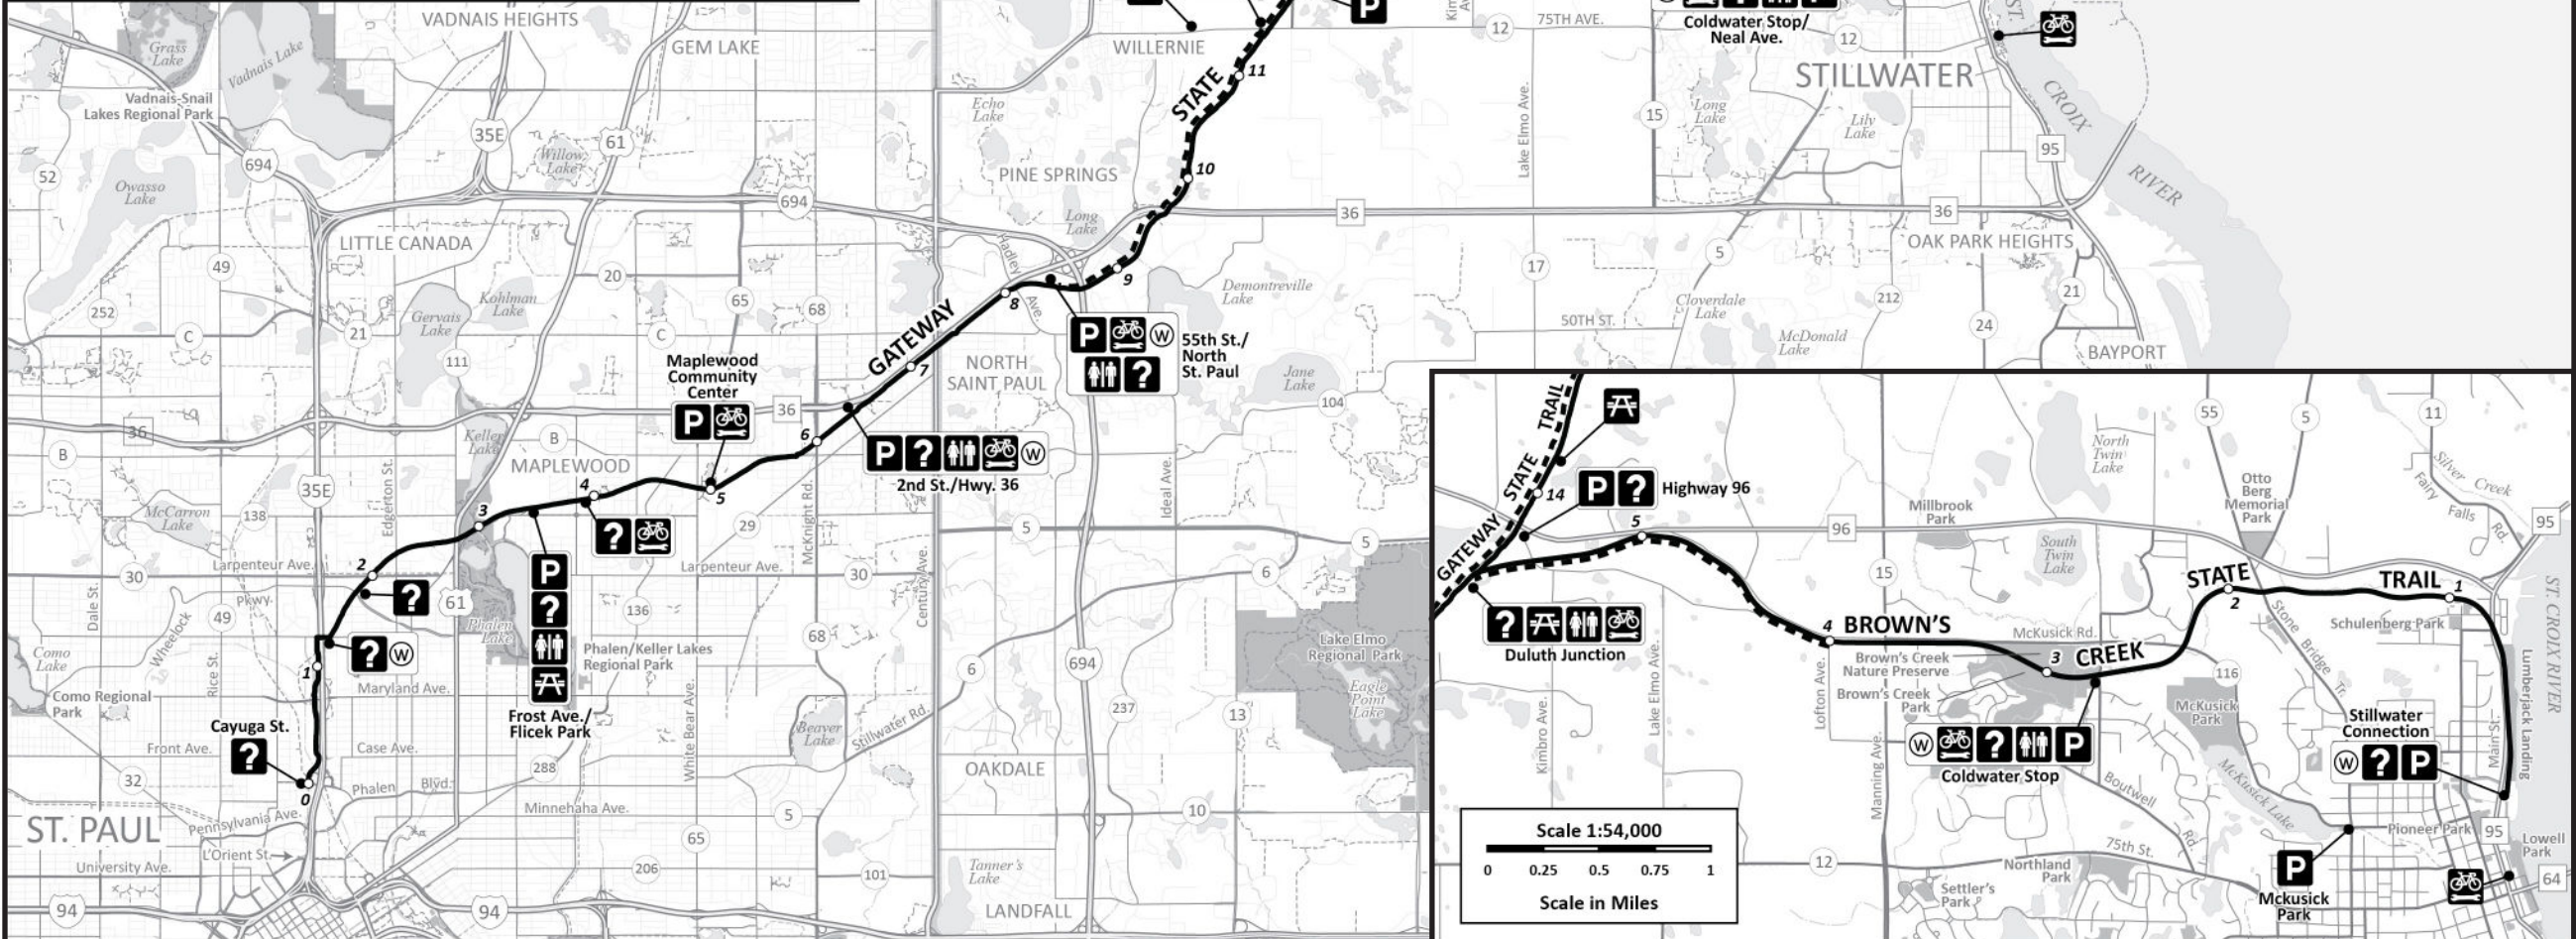 VADNAIS HEIGHTS
GEM LAKE
Grass
Lake
Vadnais Lake
Vadnais-Snail
Lakes Regional Park
35E
61
694
52
Owasso
Lake
Willow
Lake
694
LITTLE CANADA
49
20
65
68
252
C
21
Gervais
Lake
Kohlman
Lake
C
111
Maplewood
Community
Center
P
36
36
B
Keller
Lake
B
MAPLEWOOD
35E
Edgerton St.
McCarron
Lake
138
2
3
4
5
6
7
8
9
10
11
GATEWAY
STATE
WILLERNIE
P
75TH AVE.
12
Coldwater Stop/
Neal Ave.
12
ST.
CROIX
RIVER
STILLWATER
Echo
Lake
PINE SPRINGS
Long
Lake
Lake Elmo Ave.
15
Long
Lake
Lily
Lake
95
36
36
OAK PARK HEIGHTS
Hadley
Ave.
17
5
Demontreville
Lake
Cloverdale
Lake
212
21
50TH ST.
24
McDonald
Lake
BAYPORT
P W
?
55th St./
North
St. Paul
NORTH
SAINT PAUL
Jane
Lake
104
P ? W
2nd St./Hwy. 36
29
McKnight Rd.
Ideal Ave.
5
5
?
Larpenteur Ave.
Larpenteur Ave.
30
30
6
Century Ave.
?
61
P
?
136
Dale St.
Pkwy.
Wheelock
49
Rice St.
Phalen
Lake
? W
1
Phalen/Keller Lakes
Regional Park
68
Lake Elmo
Regional Park
Eagle
Point
Lake
694
6
Como
Lake
Como Regional
Park
Maryland Ave.
Frost Ave./
Flicek Park
White Bear Ave.
Beaver
Lake
Stillwater Rd.
237
13
Cayuga St.
?
Front Ave.
Case Ave.
288
OAKDALE
32
0
Phalen Blvd.
Minnehaha Ave.
5
10
ST. PAUL
Pennsylvania Ave.
65
L'Orient St.
University Ave.
206
101
Tanner's
Lake
94
94
LANDFALL
GATEWAY
STATE
TRAIL
14
P ?
Highway 96
5
96
Millbrook
Park
North
Twin
Lake
South
Twin
Lake
55
5
11
Otto
Berg
Memorial
Park
Silver Creek
Fairy
Falls
Rd.
95
15
?
Duluth Junction
4
BROWN'S
McKusick Rd.
3
CREEK
STATE
2
TRAIL
1
Stone Bridge Tr.
Schulenberg Park
ST. CROIX RIVER
Lumberjack Landing
Main St.
Brown's Creek
Nature Preserve
Brown's Creek
Park
116
McKusick
Park
Kimbro Ave.
Lake Elmo Ave.
Lofton Ave.
Manning Ave.
W ? P
Coldwater Stop
Stillwater
Connection
W ? P
McKusick Lake
Boutwell
Rd.
Pioneer Park
95
Lowell
Park
Scale 1:54,000
0 0.25 0.5 0.75 1
Scale in Miles
12
75th St.
Northland
Park
Settler's
Park
P
Mckusick
Park
64